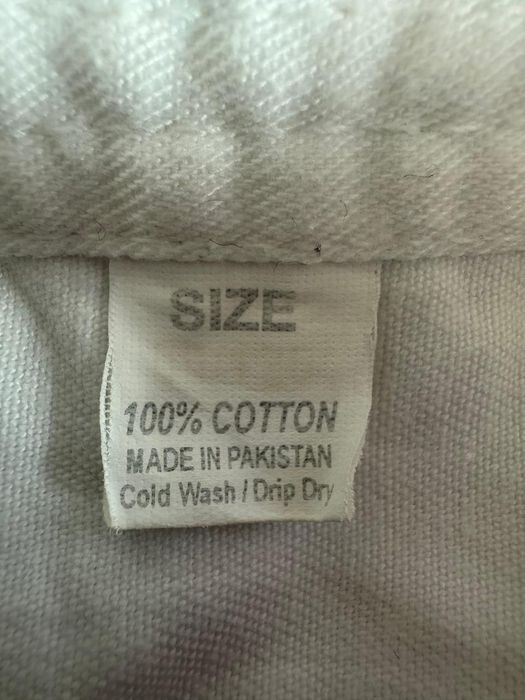 SIZE
100% COTTON
MADE IN PAKISTAN
Cold Wash / Drip Dry